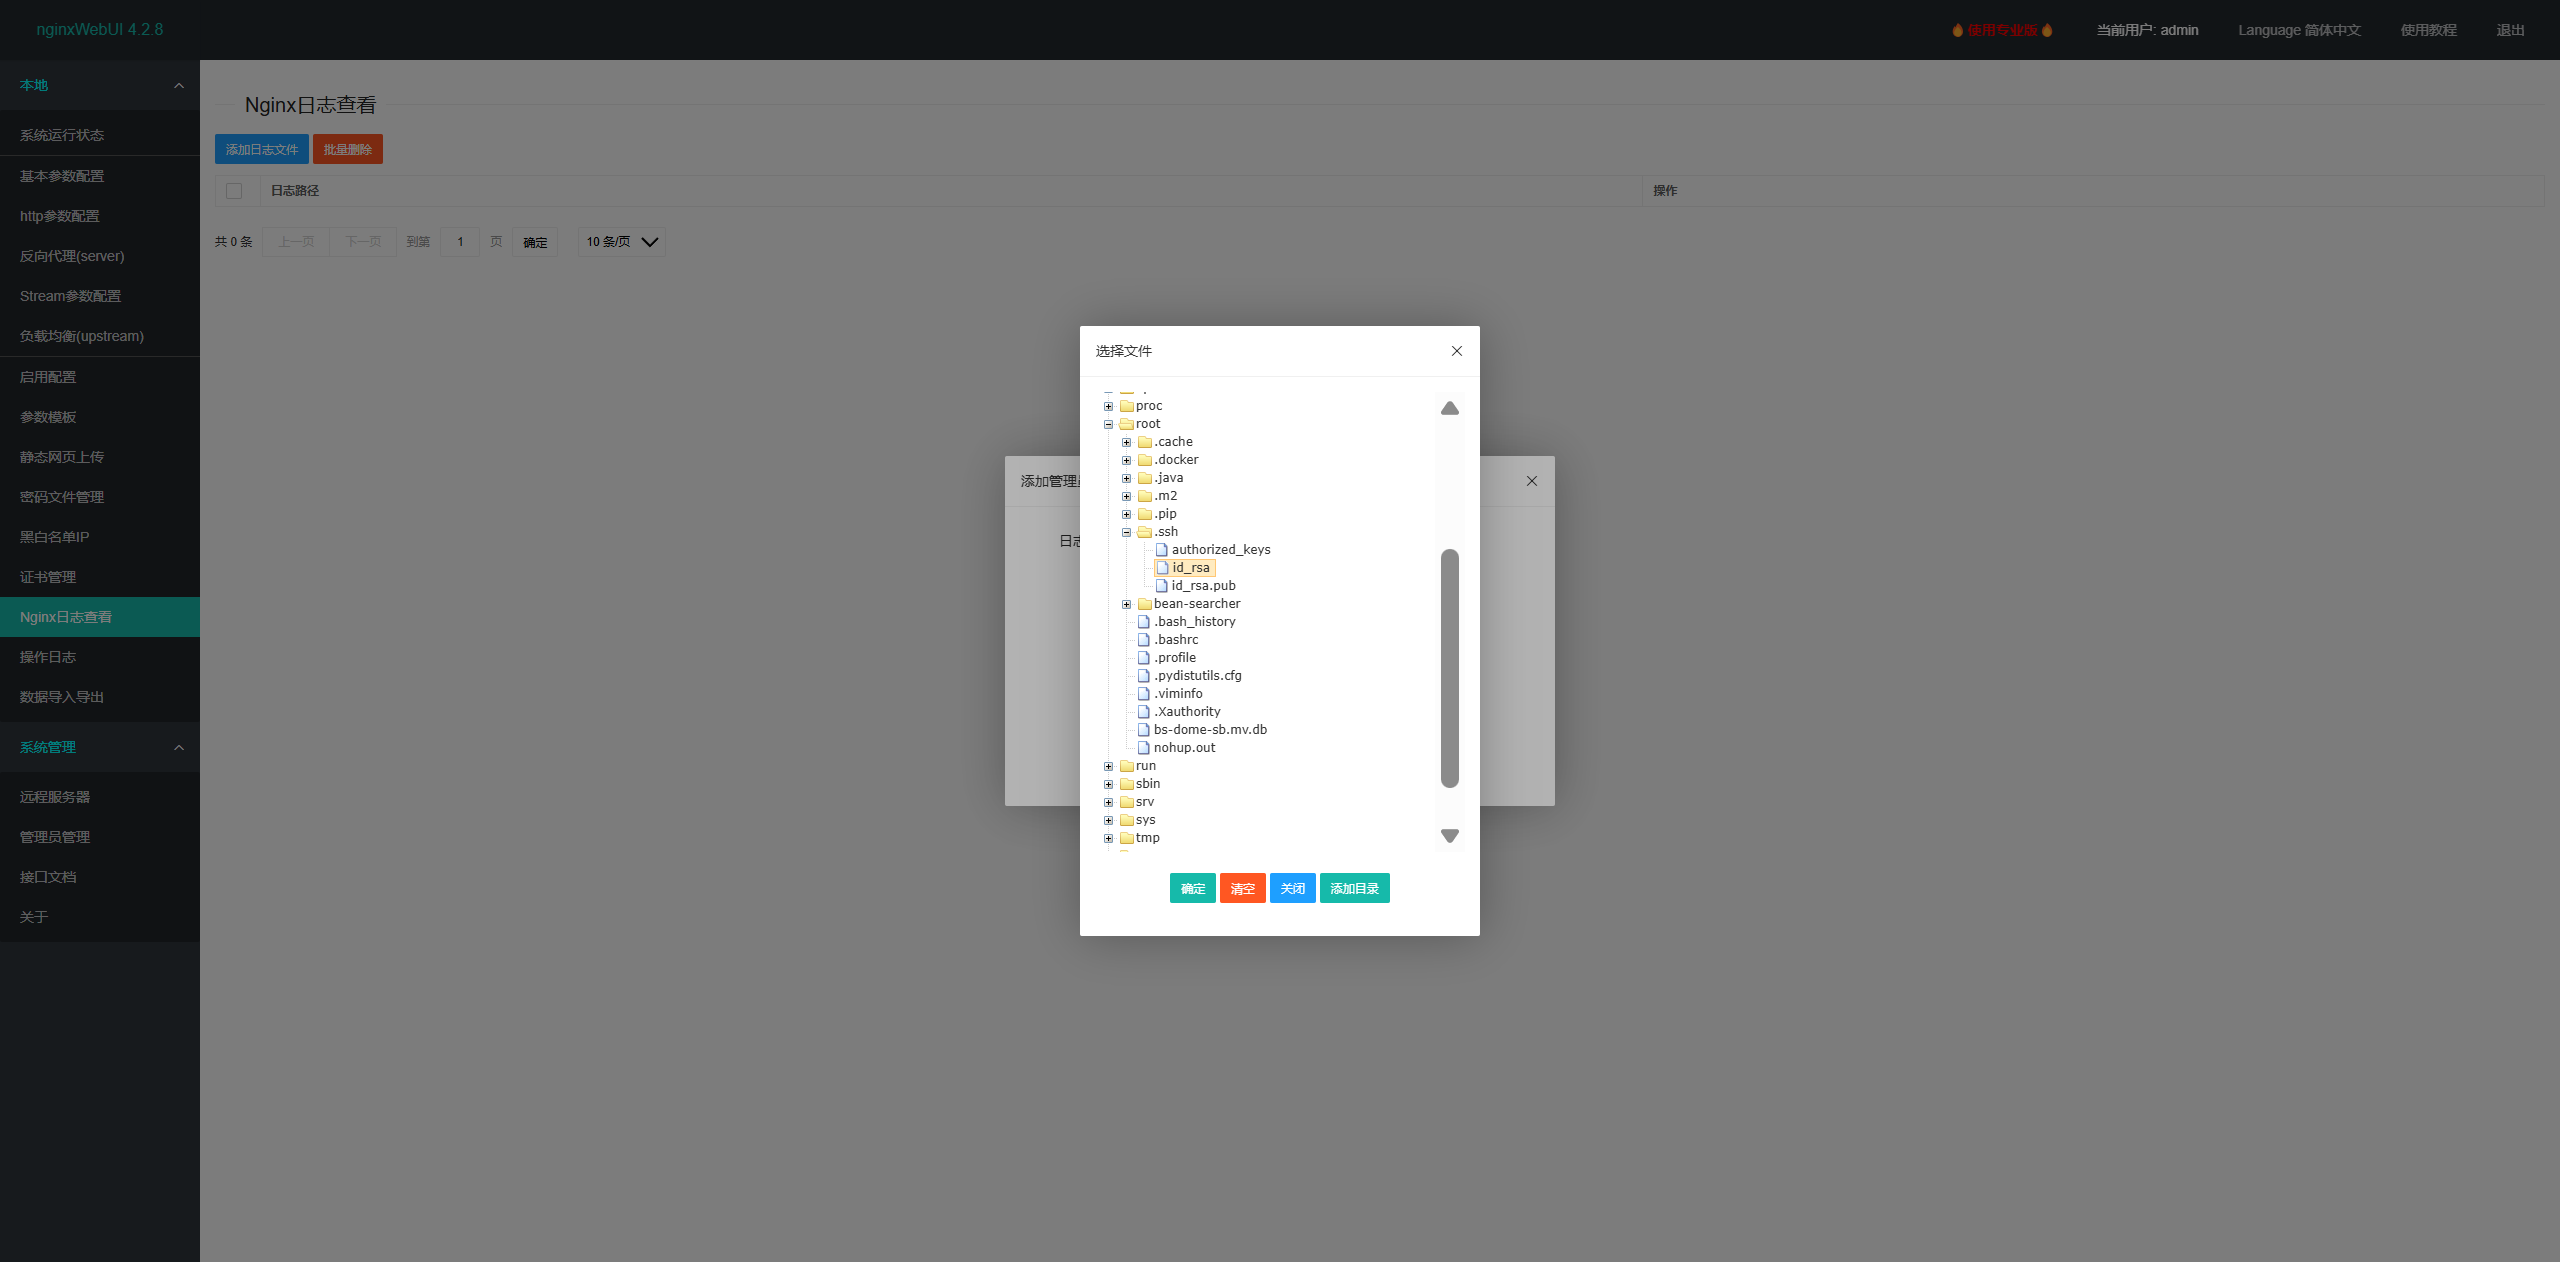 nginxWebUI 4.2.8
使用专业版
当前用户: admin
Language 简体中文
使用教程
退出
本地
系统运行状态
基本参数配置
http参数配置
反向代理(server)
Stream参数配置
负载均衡(upstream)
启用配置
参数模板
静态网页上传
密码文件管理
黑白名单IP
证书管理
Nginx日志查看
操作日志
数据导入导出
系统管理
远程服务器
管理员管理
接口文档
关于
Nginx日志查看
添加日志文件 批量删除
日志路径 操作
共 0 条 上一页 下一页 到第 1 页 确定 10 条/页
添加管理
日志
选择文件
proc
root
.cache
.docker
.java
.m2
.pip
.ssh
authorized_keys
id_rsa
id_rsa.pub
bean-searcher
.bash_history
.bashrc
.profile
.pydistutils.cfg
.viminfo
.Xauthority
bs-dome-sb.mv.db
nohup.out
run
sbin
srv
sys
tmp
确定 清空 关闭 添加目录